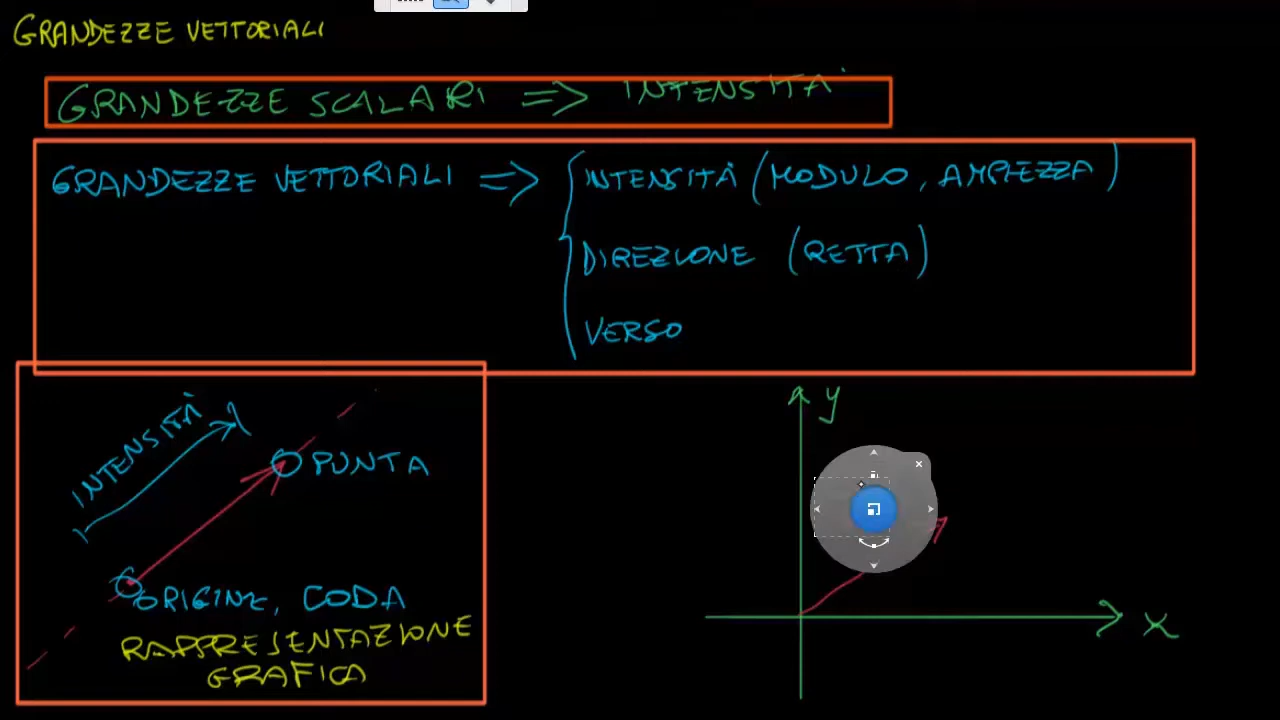 GRANDEZZE VETTORIALI
GRANDEZZE SCALARI => INTENSITÀ
GRANDEZZE VETTORIALI => { INTENSITÀ (MODULO, AMPIEZZA)
DIREZIONE (RETTA)
VERSO
INTENSITÀ
PUNTA
ORIGINE, CODA
RAPPRESENTAZIONE
GRAFICA
y
x